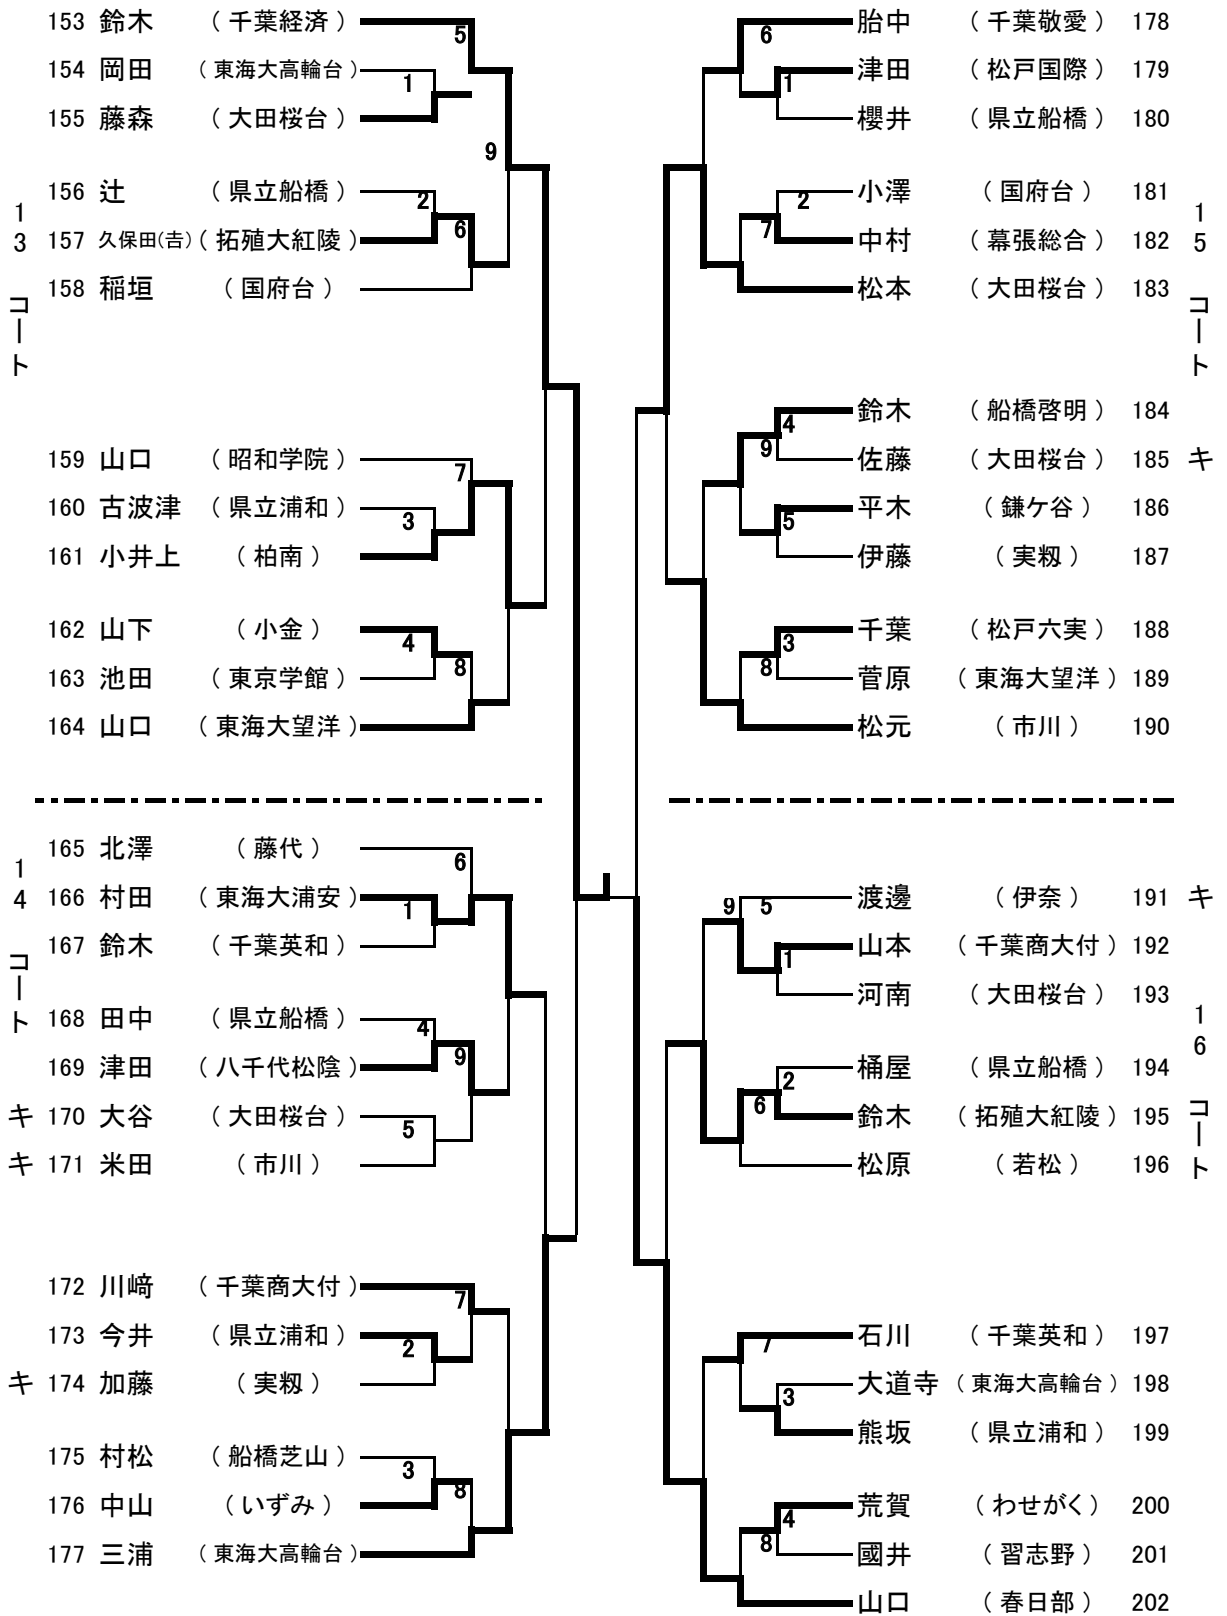 153 鈴木 （ 千葉経済 ） 5
154 岡田 （ 東海大高輪台 ） 1
155 藤森 （ 大田桜台 ）
9
156 辻 （ 県立船橋 ） 2
157 久保田(吉) （ 拓殖大紅陵 ） 6
158 稲垣 （ 国府台 ）
13コート
159 山口 （ 昭和学院 ） 7
160 古波津 （ 県立浦和 ） 3
161 小井上 （ 柏南 ）
162 山下 （ 小金 ） 4
163 池田 （ 東京学館 ） 8
164 山口 （ 東海大望洋 ）
165 北澤 （ 藤代 ） 6
166 村田 （ 東海大浦安 ） 1
167 鈴木 （ 千葉英和 ）
14コート
168 田中 （ 県立船橋 ） 4
169 津田 （ 八千代松陰 ） 9
キ 170 大谷 （ 大田桜台 ） 5
キ 171 米田 （ 市川 ）
172 川﨑 （ 千葉商大付 ） 7
173 今井 （ 県立浦和 ） 2
キ 174 加藤 （ 実籾 ）
175 村松 （ 船橋芝山 ） 3
176 中山 （ いずみ ） 8
177 三浦 （ 東海大高輪台 ）
6 胎中 （ 千葉敬愛 ） 178
1 津田 （ 松戸国際 ） 179
櫻井 （ 県立船橋 ） 180
2 小澤 （ 国府台 ） 181
7 中村 （ 幕張総合 ） 182
松本 （ 大田桜台 ） 183
15コート
4 鈴木 （ 船橋啓明 ） 184
9 佐藤 （ 大田桜台 ） 185 キ
5 平木 （ 鎌ケ谷 ） 186
伊藤 （ 実籾 ） 187
3 千葉 （ 松戸六実 ） 188
8 菅原 （ 東海大望洋 ） 189
松元 （ 市川 ） 190
9 5 渡邊 （ 伊奈 ） 191 キ
1 山本 （ 千葉商大付 ） 192
河南 （ 大田桜台 ） 193
16コート
2 桶屋 （ 県立船橋 ） 194
6 鈴木 （ 拓殖大紅陵 ） 195
松原 （ 若松 ） 196
7 石川 （ 千葉英和 ） 197
3 大道寺 （ 東海大高輪台 ） 198
熊坂 （ 県立浦和 ） 199
4 荒賀 （ わせがく ） 200
8 國井 （ 習志野 ） 201
山口 （ 春日部 ） 202